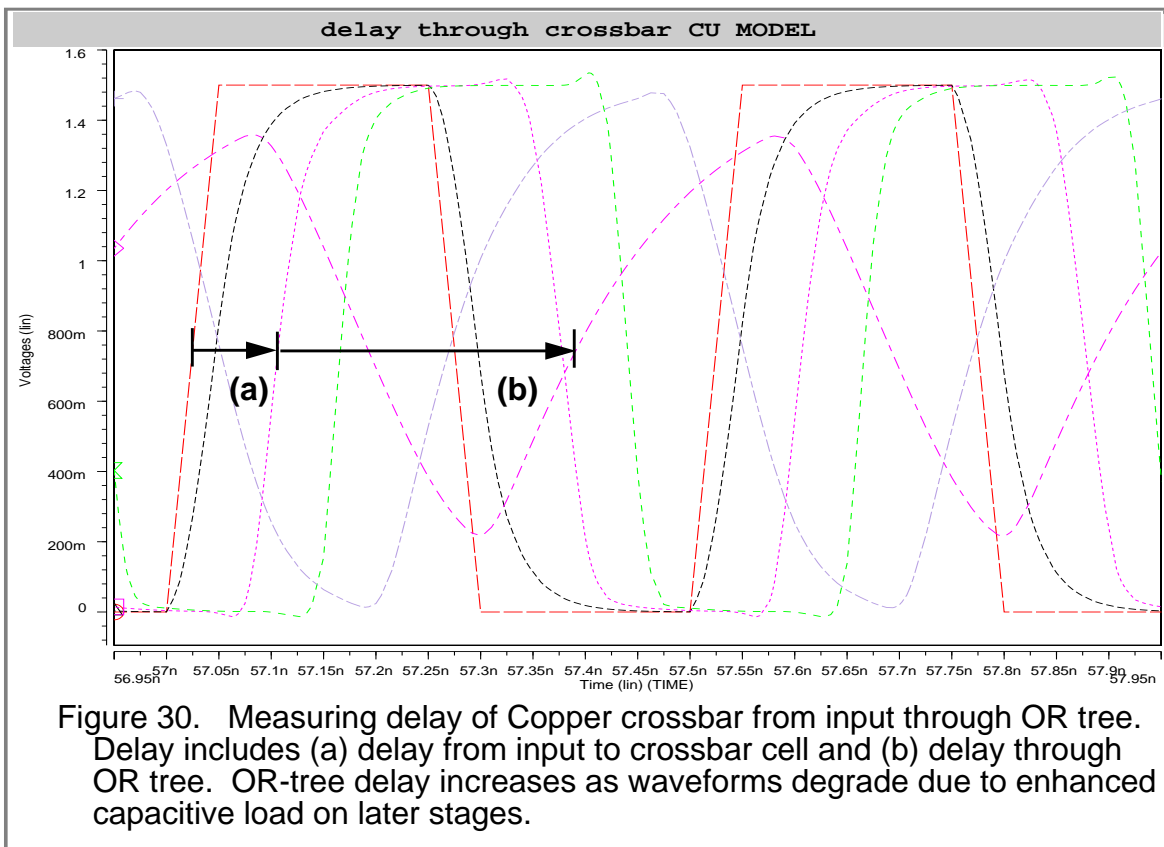 delay through crossbar CU MODEL
1.6
1.4
1.2
1
800m
600m
400m
200m
0
Voltages (lin)
(a)
(b)
56.95n 57n 57.05n 57.1n 57.15n 57.2n 57.25n 57.3n 57.35n 57.4n 57.45n 57.5n 57.55n 57.6n 57.65n 57.7n 57.75n 57.8n 57.85n 57.9n 57.95n
Time (lin) (TIME)
Figure 30. Measuring delay of Copper crossbar from input through OR tree.
Delay includes (a) delay from input to crossbar cell and (b) delay through
OR tree. OR-tree delay increases as waveforms degrade due to enhanced
capacitive load on later stages.